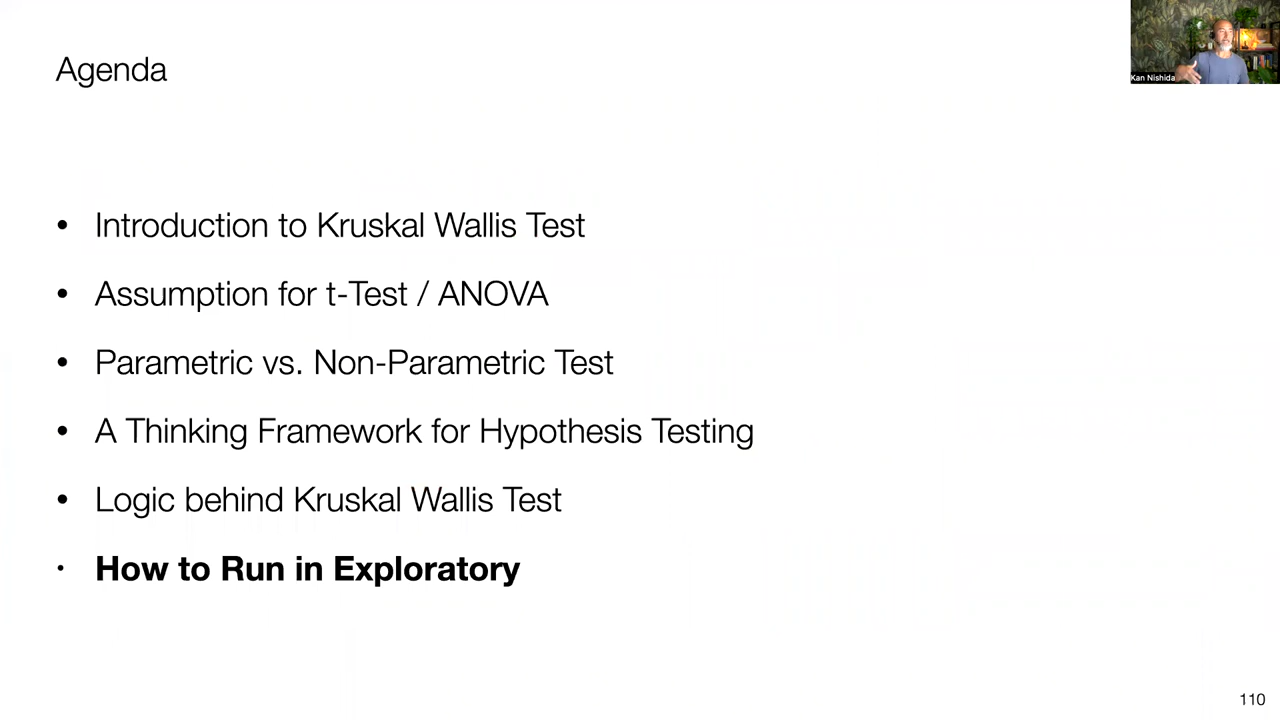 Agenda
Kan Nishida
• Introduction to Kruskal Wallis Test
• Assumption for t-Test / ANOVA
• Parametric vs. Non-Parametric Test
• A Thinking Framework for Hypothesis Testing
• Logic behind Kruskal Wallis Test
• How to Run in Exploratory
110